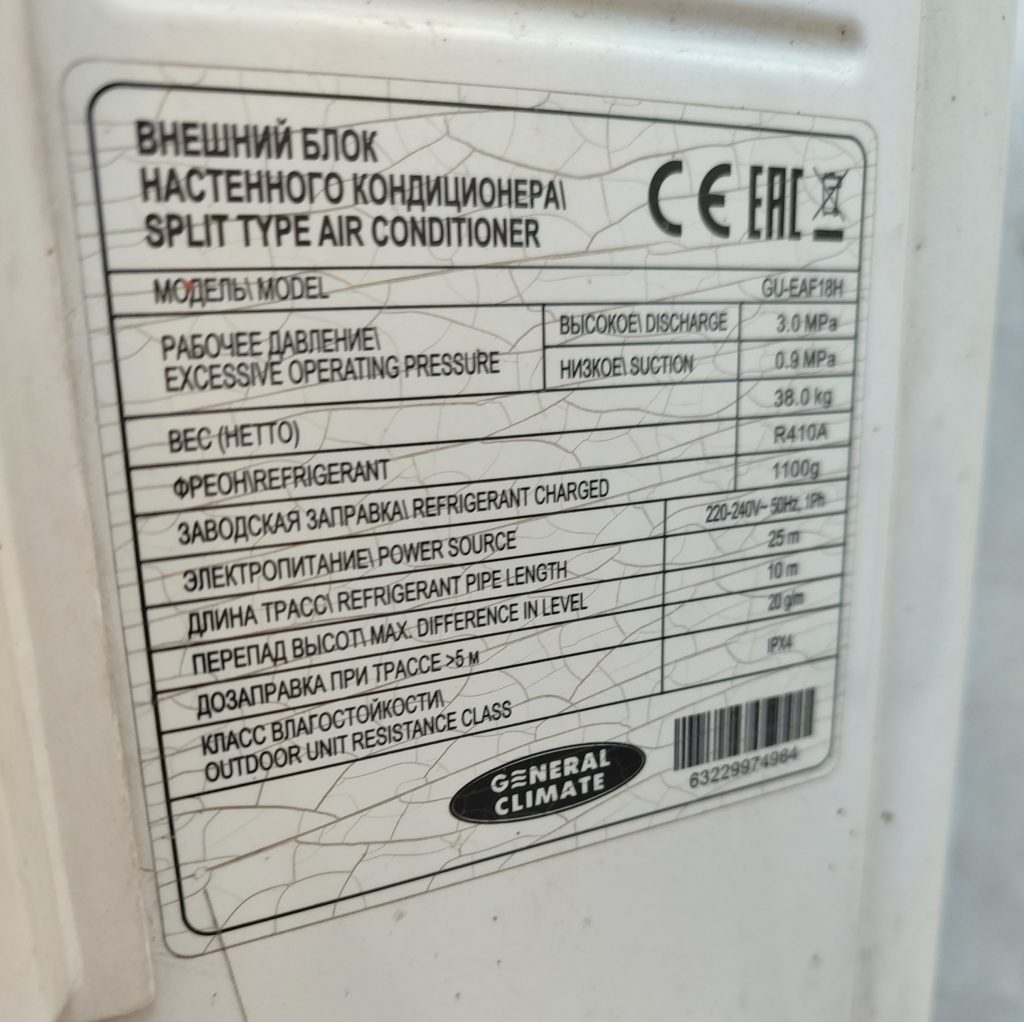 ВНЕШНИЙ БЛОК
НАСТЕННОГО КОНДИЦИОНЕРА\
SPLIT TYPE AIR CONDITIONER
CE EAC
МОДЕЛЬ\ MODEL GU-EAF18H
РАБОЧЕЕ ДАВЛЕНИЕ\
EXCESSIVE OPERATING PRESSURE
ВЫСОКОЕ\ DISCHARGE 3.0 MPa
НИЗКОЕ\ SUCTION 0.9 MPa
ВЕС (НЕТТО) 38.0 kg
ФРЕОН\REFRIGERANT R410A
ЗАВОДСКАЯ ЗАПРАВКА\ REFRIGERANT CHARGED 1100g
ЭЛЕКТРОПИТАНИЕ\ POWER SOURCE 220-240V~ 50Hz, 1Ph
ДЛИНА ТРАСС\ REFRIGERANT PIPE LENGTH 25 m
ПЕРЕПАД ВЫСОТ\ MAX. DIFFERENCE IN LEVEL 10 m
ДОЗАПРАВКА ПРИ ТРАССЕ >5 м 20 g/m
КЛАСС ВЛАГОСТОЙКОСТИ\
OUTDOOR UNIT RESISTANCE CLASS IPX4
GENERAL
CLIMATE
63229974964